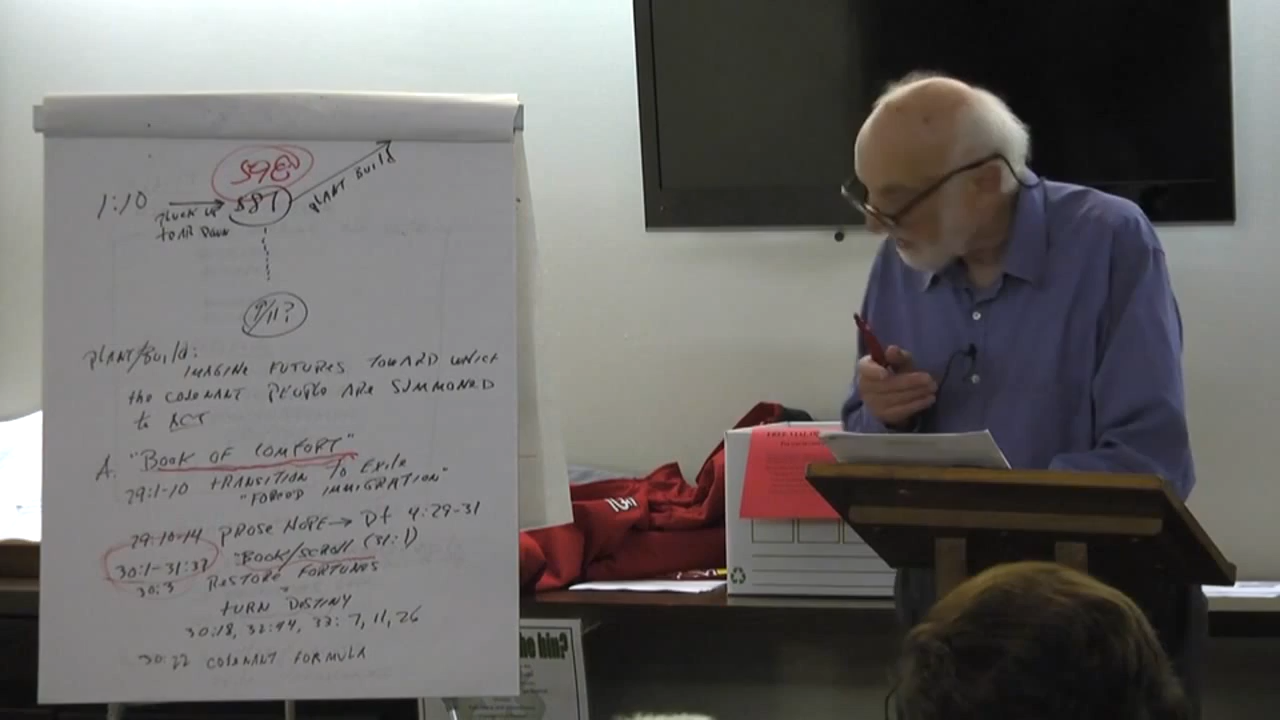 598
1:10
587
PLUCK UP
TEAR DOWN
PLANT BUILD
9/11?
PLANT/BUILD:
IMAGINE FUTURES TOWARD WHICH
the COVENANT PEOPLE ARE SUMMONED
to ACT
A. "BOOK OF COMFORT"
29:1-10 TRANSITION TO EXILE
"FORCED IMMIGRATION"
29:10-14 PROSE HOPE → Dt 4:29-31
30:1-31:37 "BOOK/SCROLL (31:1)
30:3 RESTORE FORTUNES
TURN DESTINY
30:18, 32:44, 33:7, 11, 26
30:22 COVENANT FORMULA
he hin?